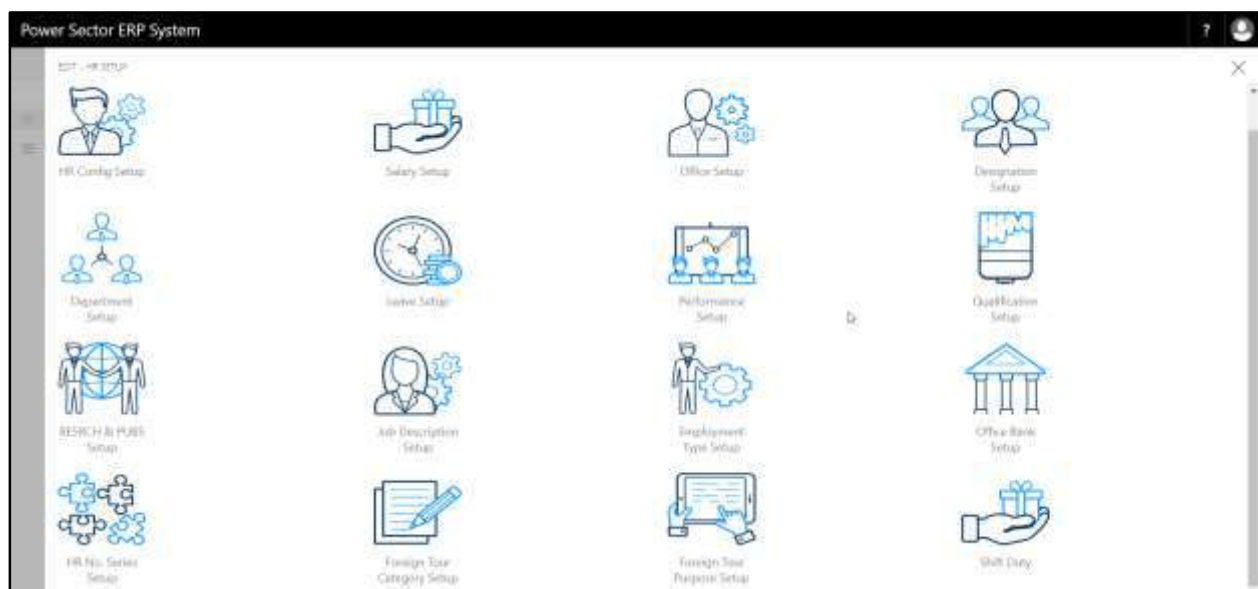 Power Sector ERP System
?
EDIT - HR SETUP
HR Config Setup
Salary Setup
Office Setup
Designation
Setup
Department
Setup
Leave Setup
Performance
Setup
Qualification
Setup
RESRCH & PUBS
Setup
Job Description
Setup
Employment
Type Setup
Office Bank
Setup
HR No. Series
Setup
Foreign Tour
Category Setup
Foreign Tour
Purpose Setup
Shift Duty